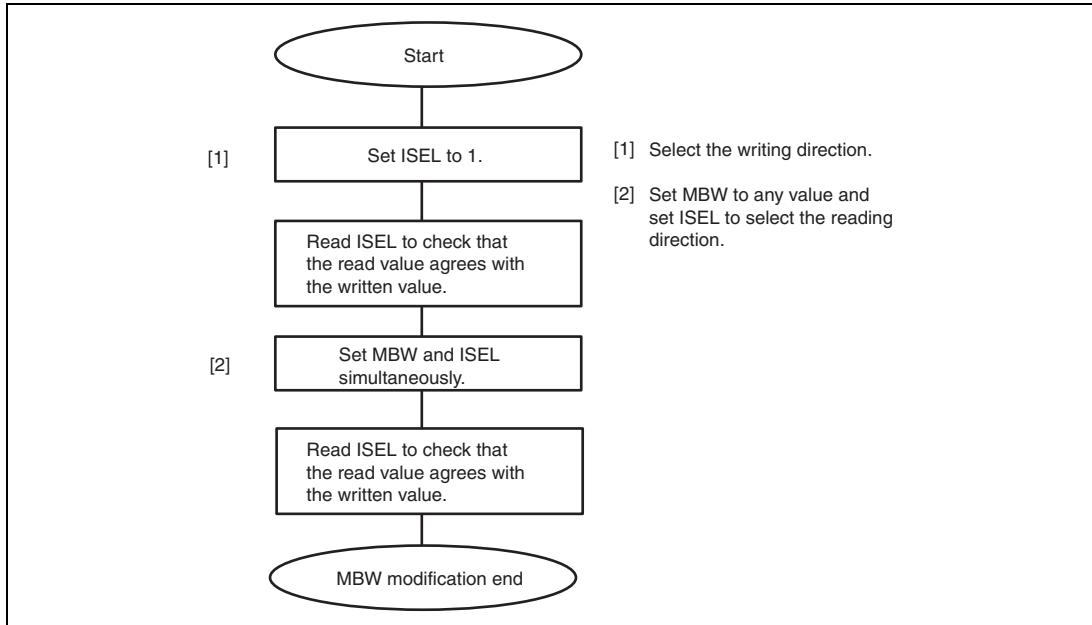 Start
[1]
Set ISEL to 1.
[1] Select the writing direction.
[2] Set MBW to any value and
set ISEL to select the reading
direction.
Read ISEL to check that
the read value agrees with
the written value.
[2]
Set MBW and ISEL
simultaneously.
Read ISEL to check that
the read value agrees with
the written value.
MBW modification end